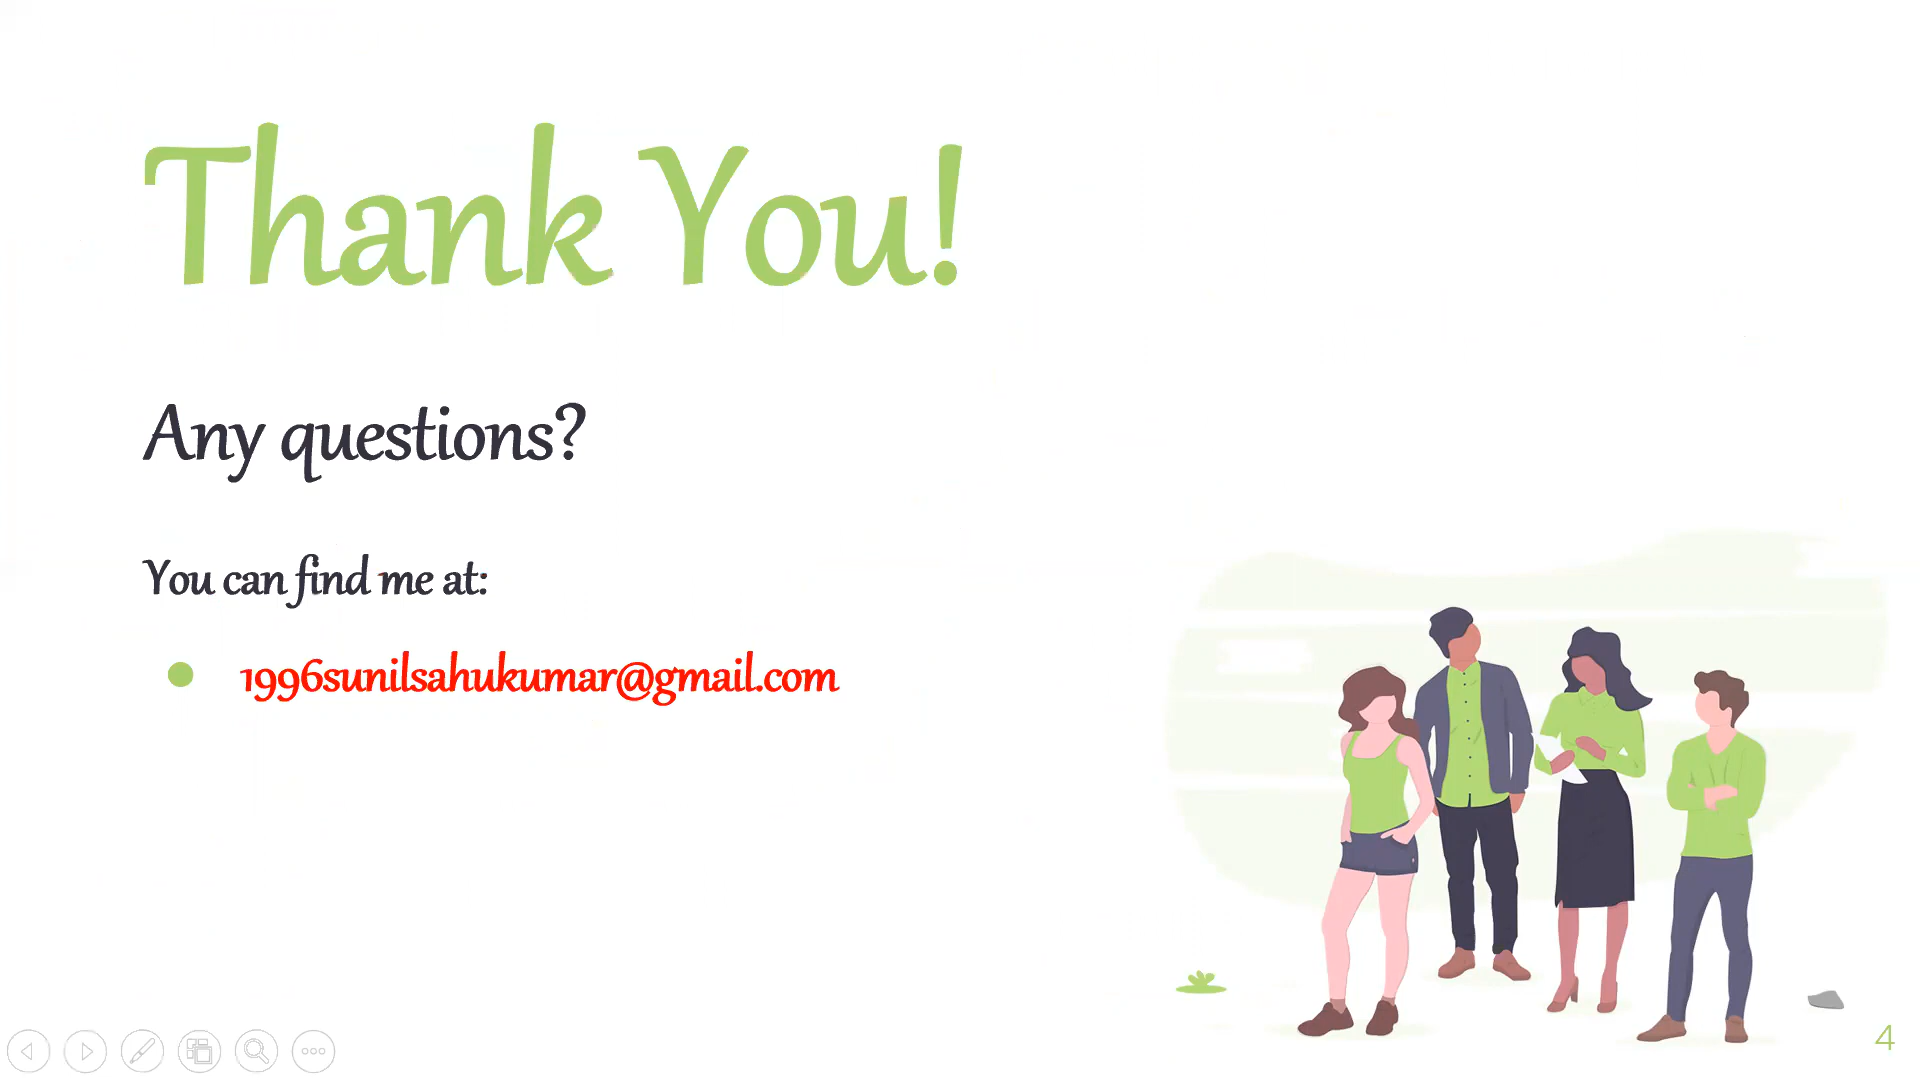 Thank You!
Any questions?
You can find me at:
1996sunilsahukumar@gmail.com
4